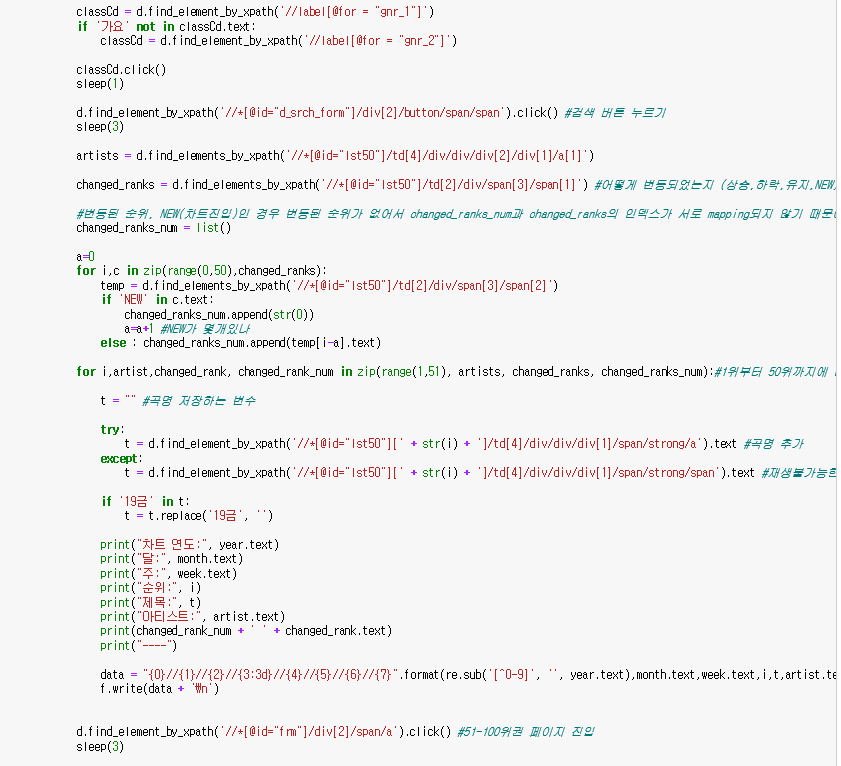 classCd = d.find_element_by_xpath('//label[@for = "gnr_1"]')
if '가요' not in classCd.text:
classCd = d.find_element_by_xpath('//label[@for = "gnr_2"]')
classCd.click()
sleep(1)
d.find_element_by_xpath('//*[@id="d_srch_form"]/div[2]/button/span/span').click() #검색 버튼 누르기
sleep(3)
artists = d.find_elements_by_xpath('//*[@id="lst50"]/td[4]/div/div/div[2]/div[1]/a[1]')
changed_ranks = d.find_elements_by_xpath('//*[@id="lst50"]/td[2]/div/span[3]/span[1]') #어떻게 변동되었는지 (상승,하락,유지,NEW
#변동된 순위, NEW(차트진입)인 경우 변동된 순위가 없어서 changed_ranks_num과 changed_ranks의 인덱스가 서로 mapping되지 않기 때문
changed_ranks_num = list()
a=0
for i,c in zip(range(0,50),changed_ranks):
temp = d.find_elements_by_xpath('//*[@id="lst50"]/td[2]/div/span[3]/span[2]')
if 'NEW' in c.text:
changed_ranks_num.append(str(0))
a=a+1 #NEW가 몇개있나
else : changed_ranks_num.append(temp[i-a].text)
for i,artist,changed_rank, changed_rank_num in zip(range(1,51), artists, changed_ranks, changed_ranks_num):#1위부터 50위까지에
t = "" #곡명 저장하는 변수
try:
t = d.find_element_by_xpath('//*[@id="lst50"][' + str(i) + ']/td[4]/div/div/div[1]/span/strong/a').text #곡명 추가
except:
t = d.find_element_by_xpath('//*[@id="lst50"][' + str(i) + ']/td[4]/div/div/div[1]/span/strong/span').text #재생불가능한
if '19금' in t:
t = t.replace('19금', '')
print("차트 연도:", year.text)
print("달:", month.text)
print("주:", week.text)
print("순위:", i)
print("제목:", t)
print("아티스트:", artist.text)
print(changed_rank_num + ' ' + changed_rank.text)
print("----")
data = "{0}//{1}//{2}//{3:3d}//{4}//{5}//{6}//{7}".format(re.sub('[^0-9]', '', year.text),month.text,week.text,i,t,artist.te
f.write(data + '\n')
d.find_element_by_xpath('//*[@id="frm"]/div[2]/span/a').click() #51-100위권 페이지 진입
sleep(3)